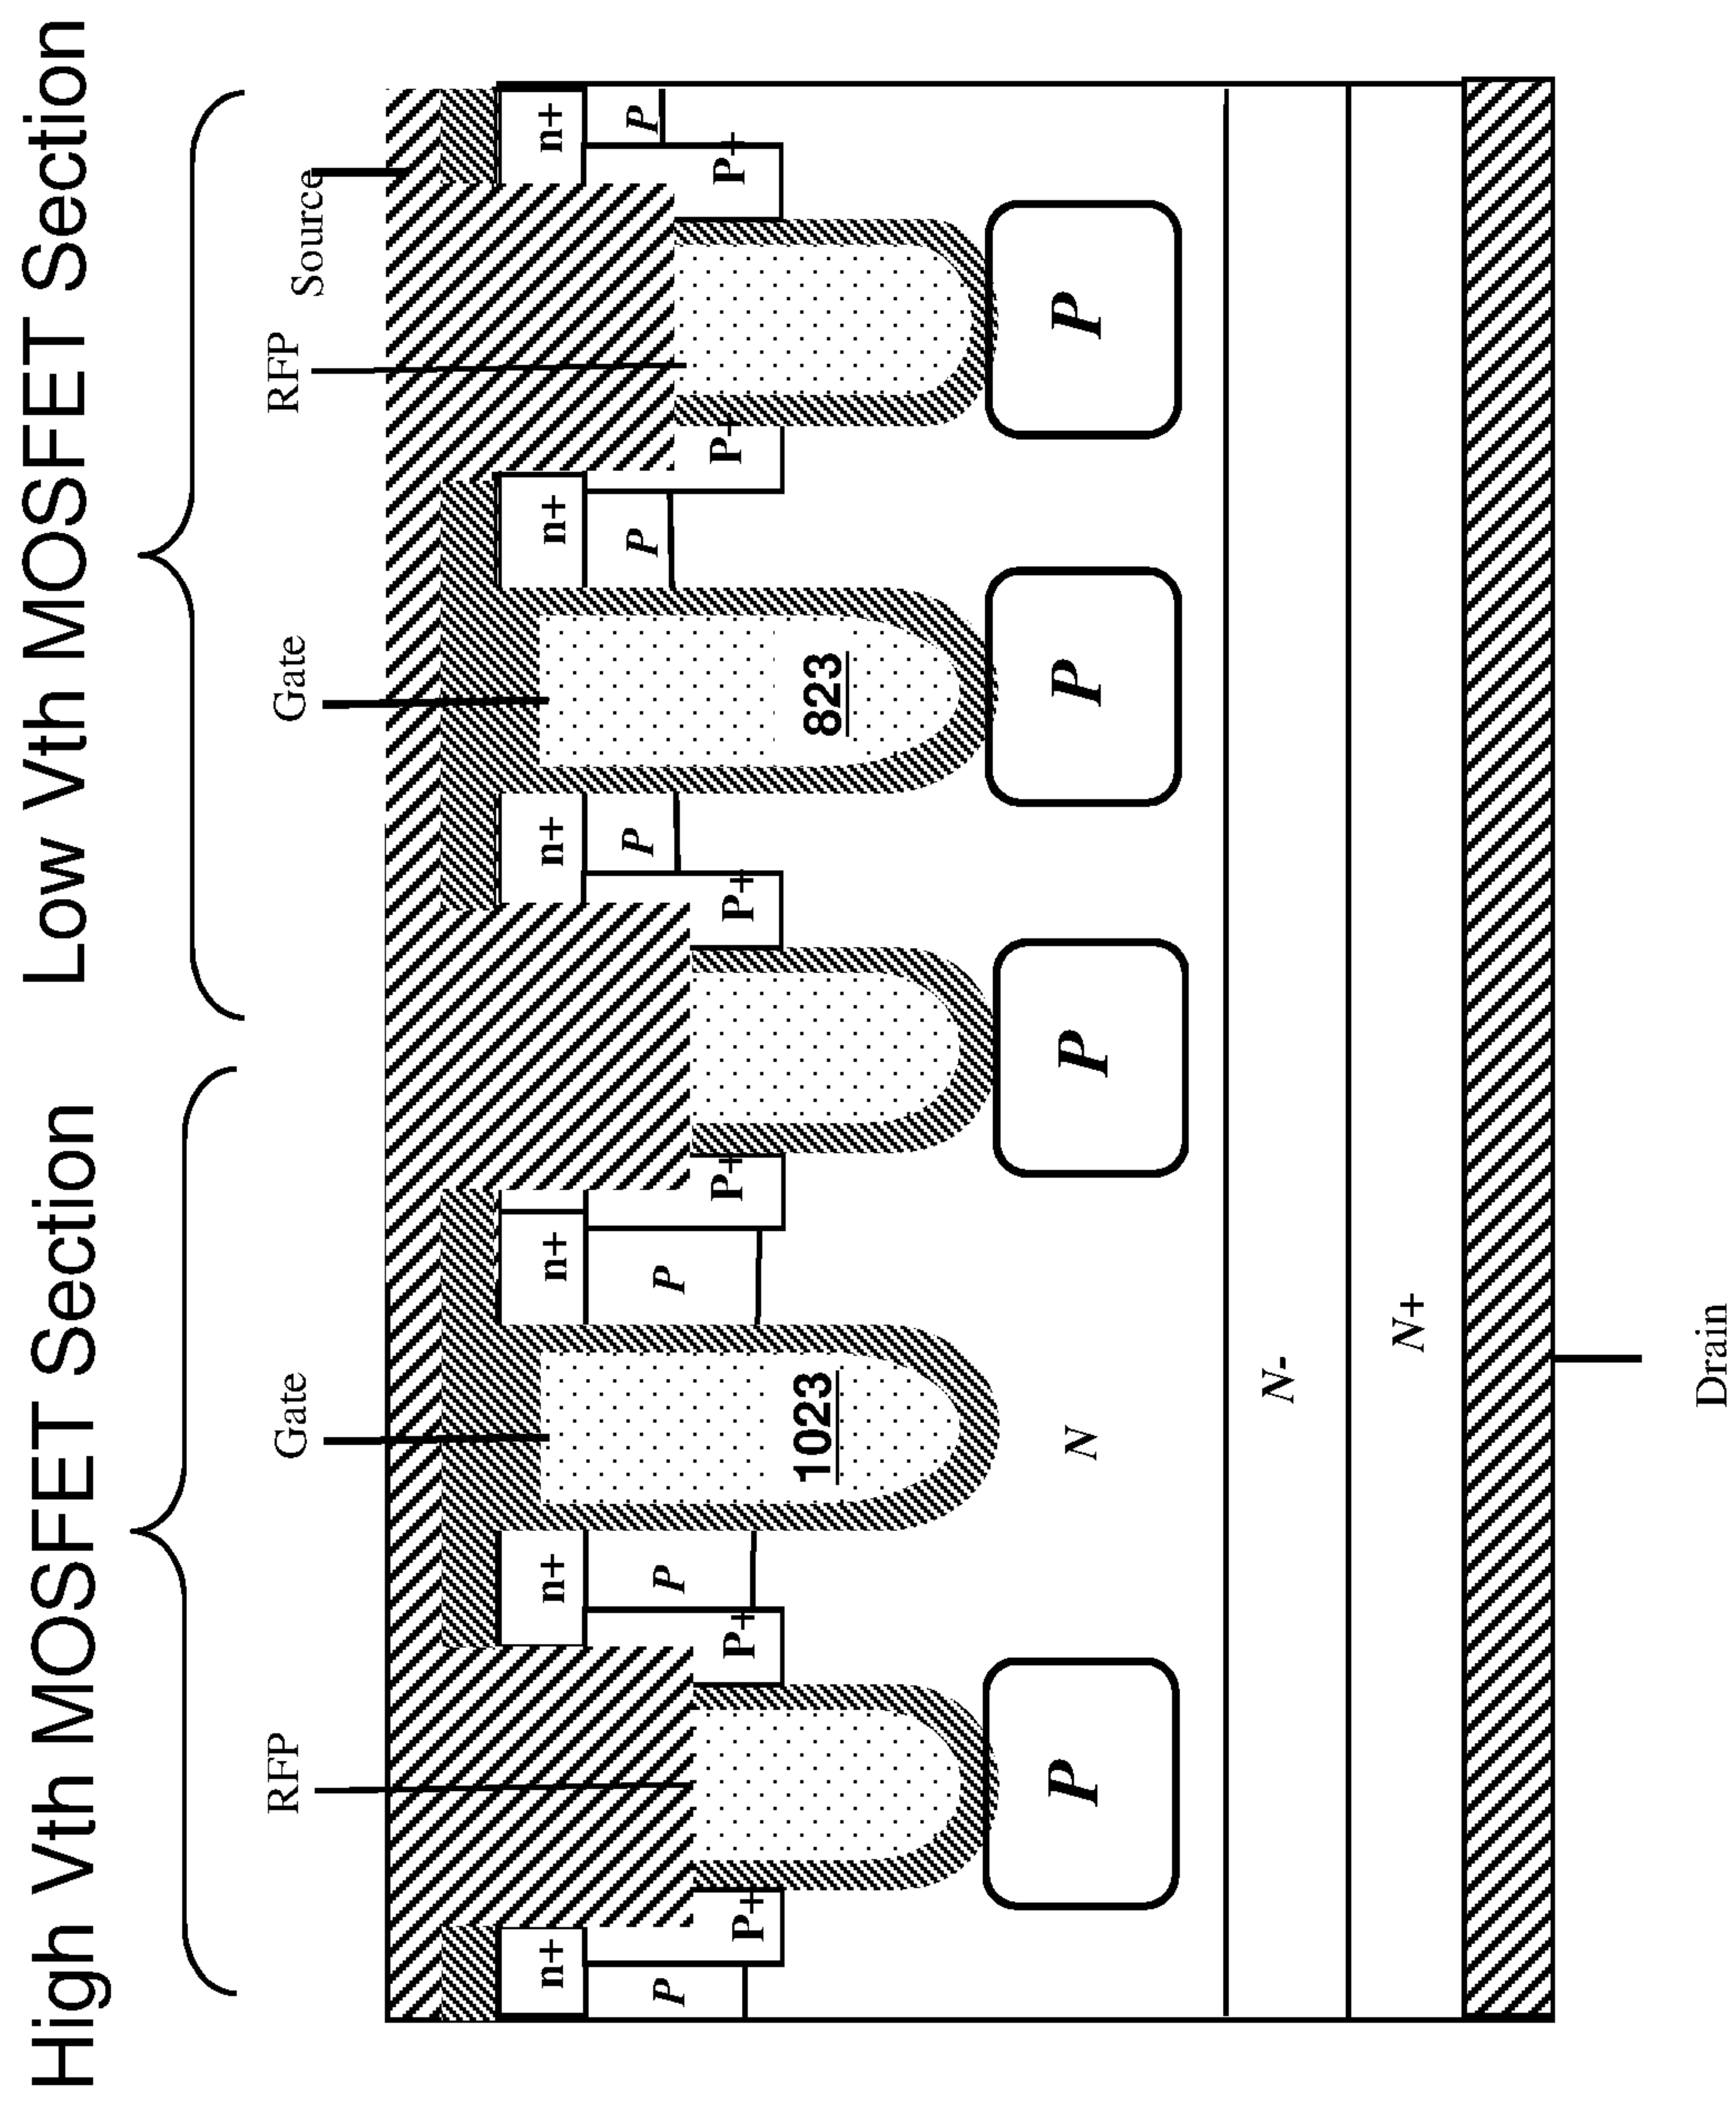 High Vth MOSFET Section Low Vth MOSFET Section
RFP Gate Gate RFP Source
n+ n+ n+ n+ n+ n+
P P P P P P
P+ P+ P+ P+ P+ P+
1023 823
P P P P
N
N-
N+
Drain